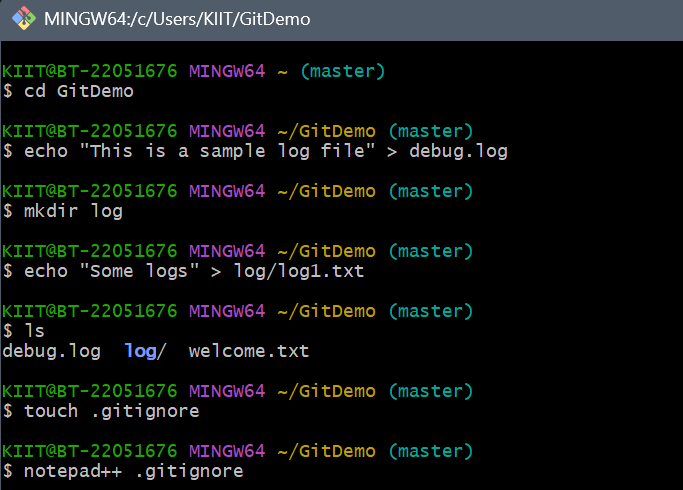 MINGW64:/c/Users/KIIT/GitDemo
KIIT@BT-22051676 MINGW64 ~ (master)
$ cd GitDemo
KIIT@BT-22051676 MINGW64 ~/GitDemo (master)
$ echo "This is a sample log file" > debug.log
KIIT@BT-22051676 MINGW64 ~/GitDemo (master)
$ mkdir log
KIIT@BT-22051676 MINGW64 ~/GitDemo (master)
$ echo "Some logs" > log/log1.txt
KIIT@BT-22051676 MINGW64 ~/GitDemo (master)
$ ls
debug.log  log/  welcome.txt
KIIT@BT-22051676 MINGW64 ~/GitDemo (master)
$ touch .gitignore
KIIT@BT-22051676 MINGW64 ~/GitDemo (master)
$ notepad++ .gitignore